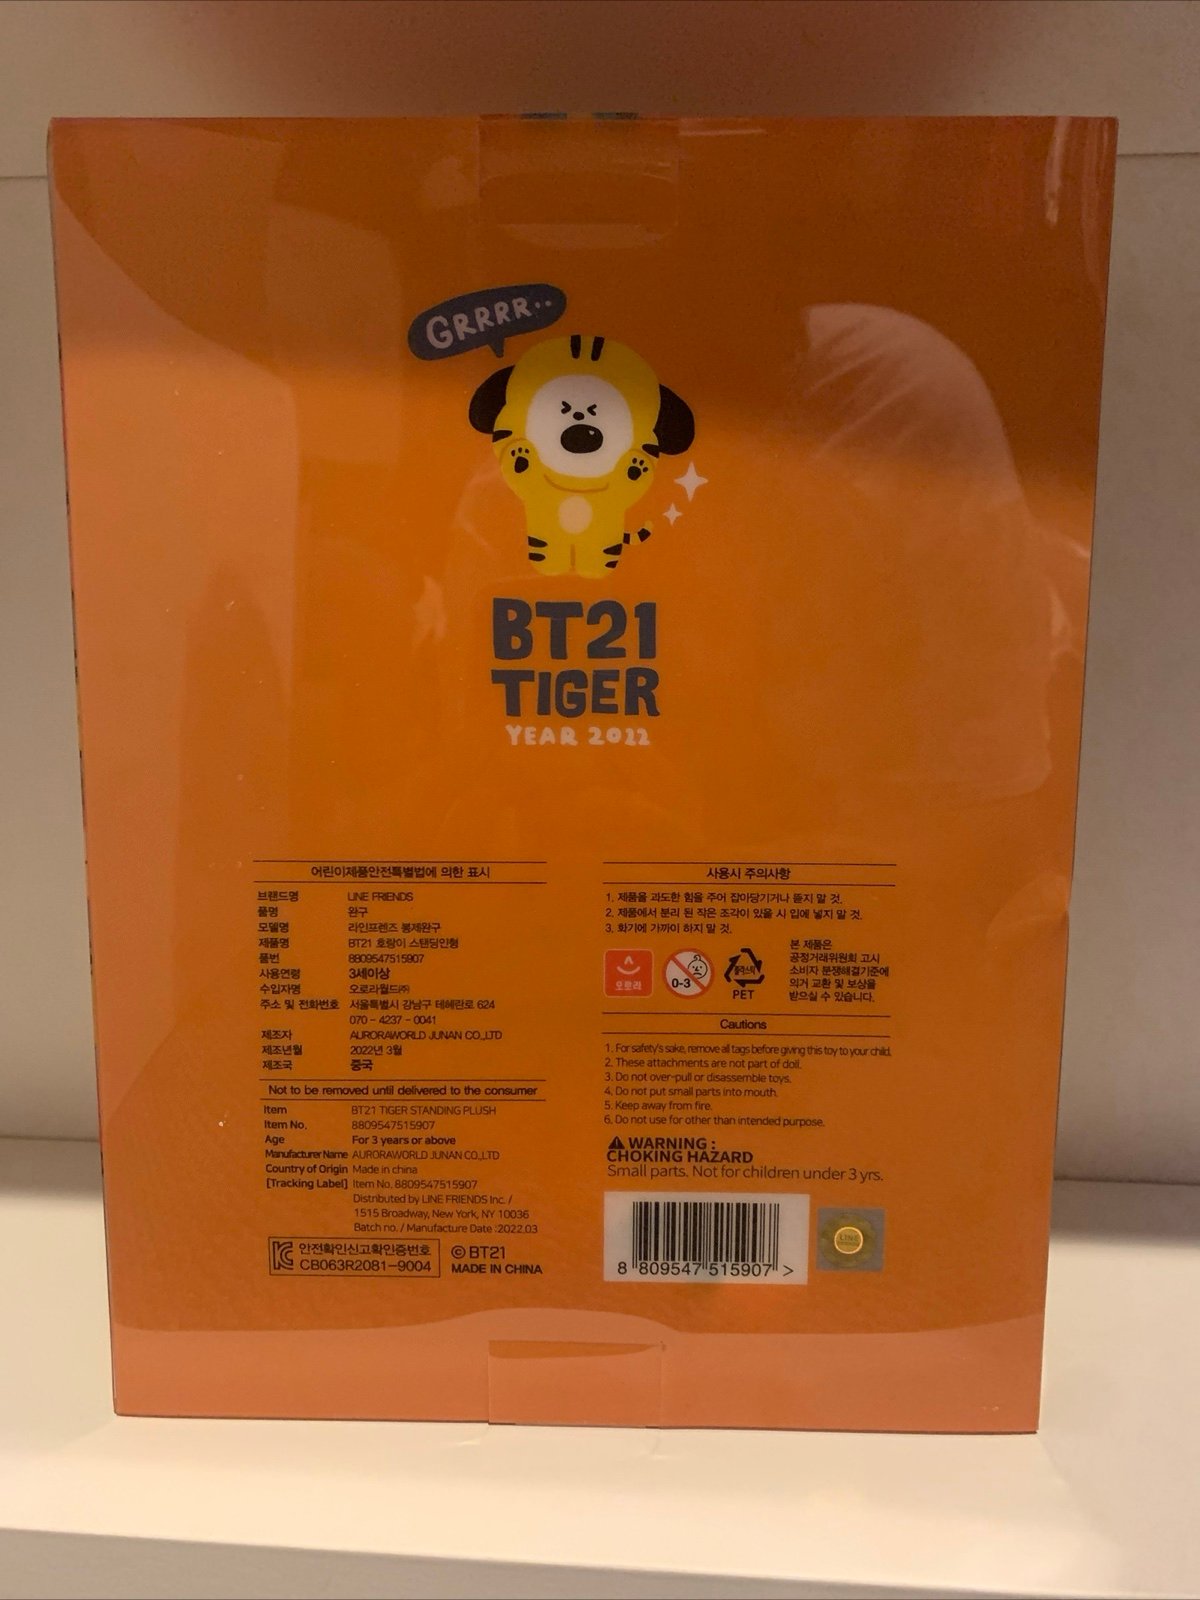 GRRRR..
BT21
TIGER
YEAR 2022
어린이제품안전특별법에 의한 표시
브랜드명 LINE FRIENDS
품명 완구
모델명 라인프렌즈 봉제완구
제품명 BT21 호랑이 스탠딩인형
품번 8809547515907
사용연령 3세이상
수입자명 오로라월드㈜
주소 및 전화번호 서울특별시 강남구 테헤란로 624
070 - 4237 - 0041
제조자 AURORAWORLD JUNAN CO.,LTD
제조년월 2022년 3월
제조국 중국
Not to be removed until delivered to the consumer
Item BT21 TIGER STANDING PLUSH
Item No. 8809547515907
Age For 3 years or above
Manufacturer Name AURORAWORLD JUNAN CO.,LTD
Country of Origin Made in china
[Tracking Label] Item No. 8809547515907
Distributed by LINE FRIENDS Inc. /
1515 Broadway, New York, NY 10036
Batch no. / Manufacture Date :2022.03
안전확인신고확인증번호
CB063R2081-9004
©BT21
MADE IN CHINA
사용시 주의사항
1. 제품을 과도한 힘을 주어 잡아당기거나 뜯지 말 것.
2. 제품에서 분리 된 작은 조각이 있을 시 입에 넣지 말 것.
3. 화기에 가까이 하지 말 것.
오로라
0-3
플라스틱
PET
본 제품은
공정거래위원회 고시
소비자 분쟁해결기준에
의거 교환 및 보상을
받으실 수 있습니다.
Cautions
1. For safety's sake, remove all tags before giving this toy to your child.
2. These attachments are not part of doll.
3. Do not over-pull or disassemble toys.
4. Do not put small parts into mouth.
5. Keep away from fire.
6. Do not use for other than intended purpose.
WARNING :
CHOKING HAZARD
Small parts. Not for children under 3 yrs.
8 809547 515907 >
LINE